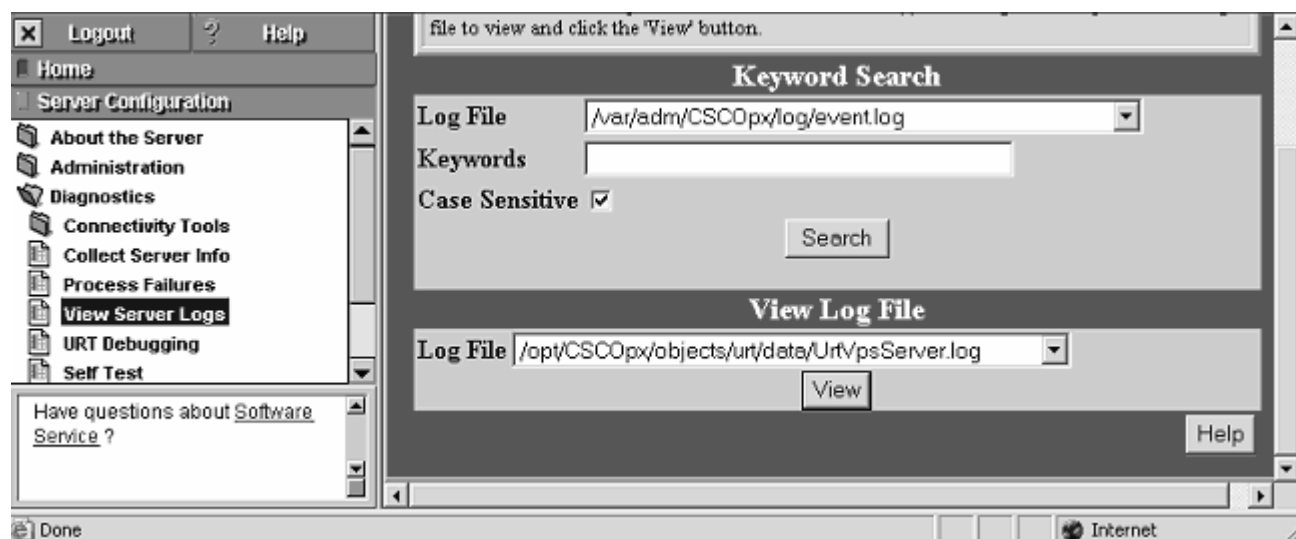 Logout ? Help
Home
Server Configuration
About the Server
Administration
Diagnostics
Connectivity Tools
Collect Server Info
Process Failures
View Server Logs
URT Debugging
Self Test
Have questions about Software
Service ?
file to view and click the 'View' button.
Keyword Search
Log File /var/adm/CSCOpx/log/event.log
Keywords
Case Sensitive
Search
View Log File
Log File /opt/CSCOpx/objects/urt/data/UrtVpsServer.log
View
Help
Done
Internet